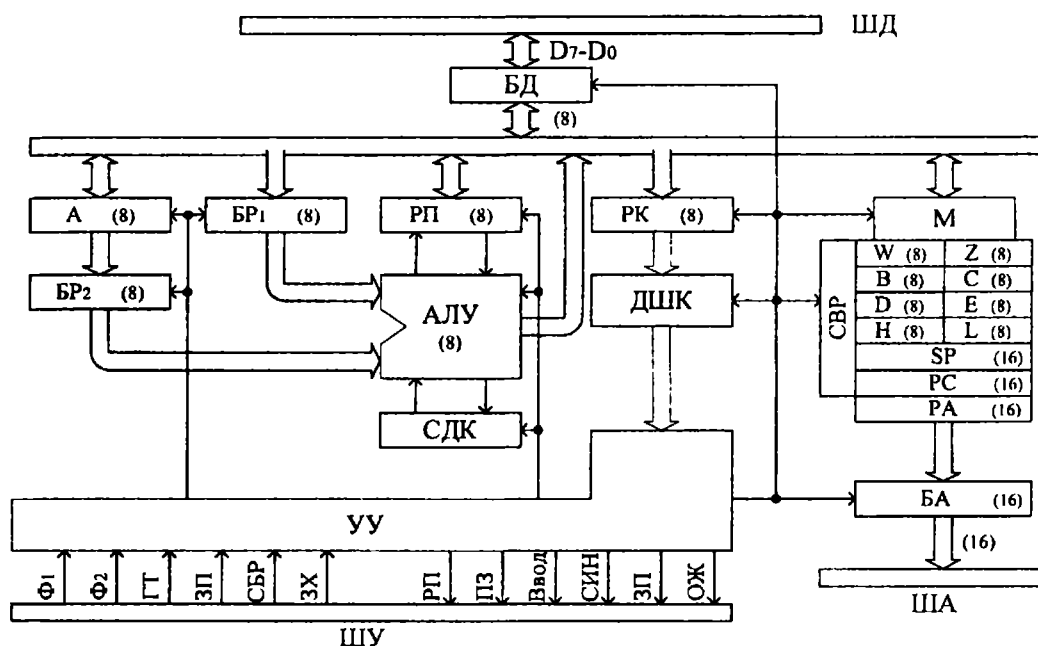 ШД
D7-D0
БД
(8)
А (8)
БР1 (8)
РП (8)
РК (8)
М
БР2 (8)
АЛУ
(8)
ДШК
СВР
W (8) Z (8)
B (8) C (8)
D (8) E (8)
H (8) L (8)
SP (16)
PC (16)
РА (16)
СДК
УУ
БА (16)
(16)
Ф1
Ф2
ГТ
ЗП
СБР
ЗХ
РП
ПЗ
Ввод
СИН
ЗП
ОЖ
ША
ШУ